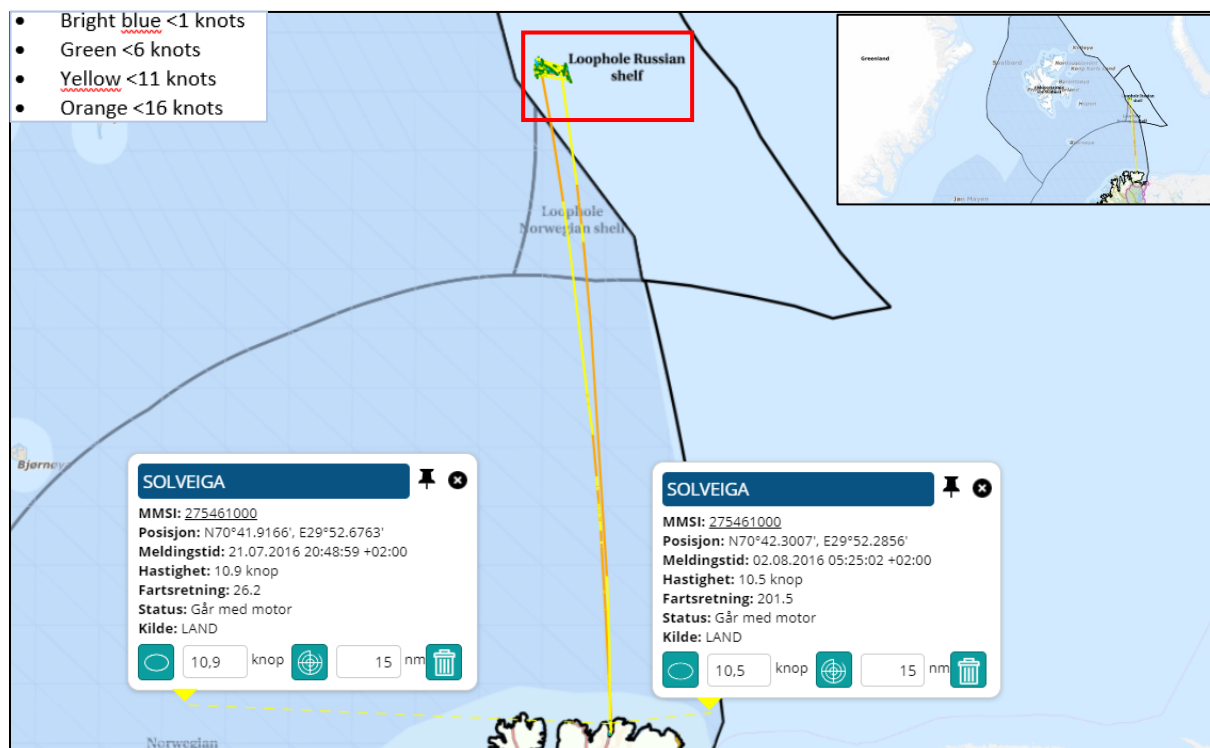 • Bright blue <1 knots
• Green <6 knots
• Yellow <11 knots
• Orange <16 knots
Loophole Russian
shelf
Greenland
Svalbard
Kvitøya
Hopen
Bjørnøya
Jan Mayen
Loophole
Norwegian shelf
SOLVEIGA
MMSI: 275461000
Posisjon: N70°41.9166', E29°52.6763'
Meldingstid: 21.07.2016 20:48:59 +02:00
Hastighet: 10.9 knop
Fartsretning: 26.2
Status: Går med motor
Kilde: LAND
10,9 knop 15 nm
SOLVEIGA
MMSI: 275461000
Posisjon: N70°42.3007', E29°52.2856'
Meldingstid: 02.08.2016 05:25:02 +02:00
Hastighet: 10.5 knop
Fartsretning: 201.5
Status: Går med motor
Kilde: LAND
10,5 knop 15 nm
Norwegian